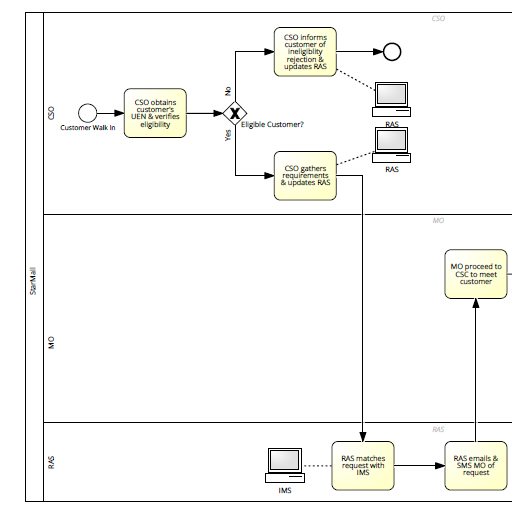 CSO
StarMall
CSO
CSO informs
customer of
ineligiblity
rejection &
updates RAS
No
RAS
Customer Walk in
CSO obtains
customer's
UEN & verifies
eligibility
Eligible Customer?
Yes
RAS
CSO gathers
requirements
& updates RAS
MO
MO
MO proceed to
CSC to meet
customer
RAS
RAS
IMS
RAS matches
request with
IMS
RAS emails &
SMS MO of
request